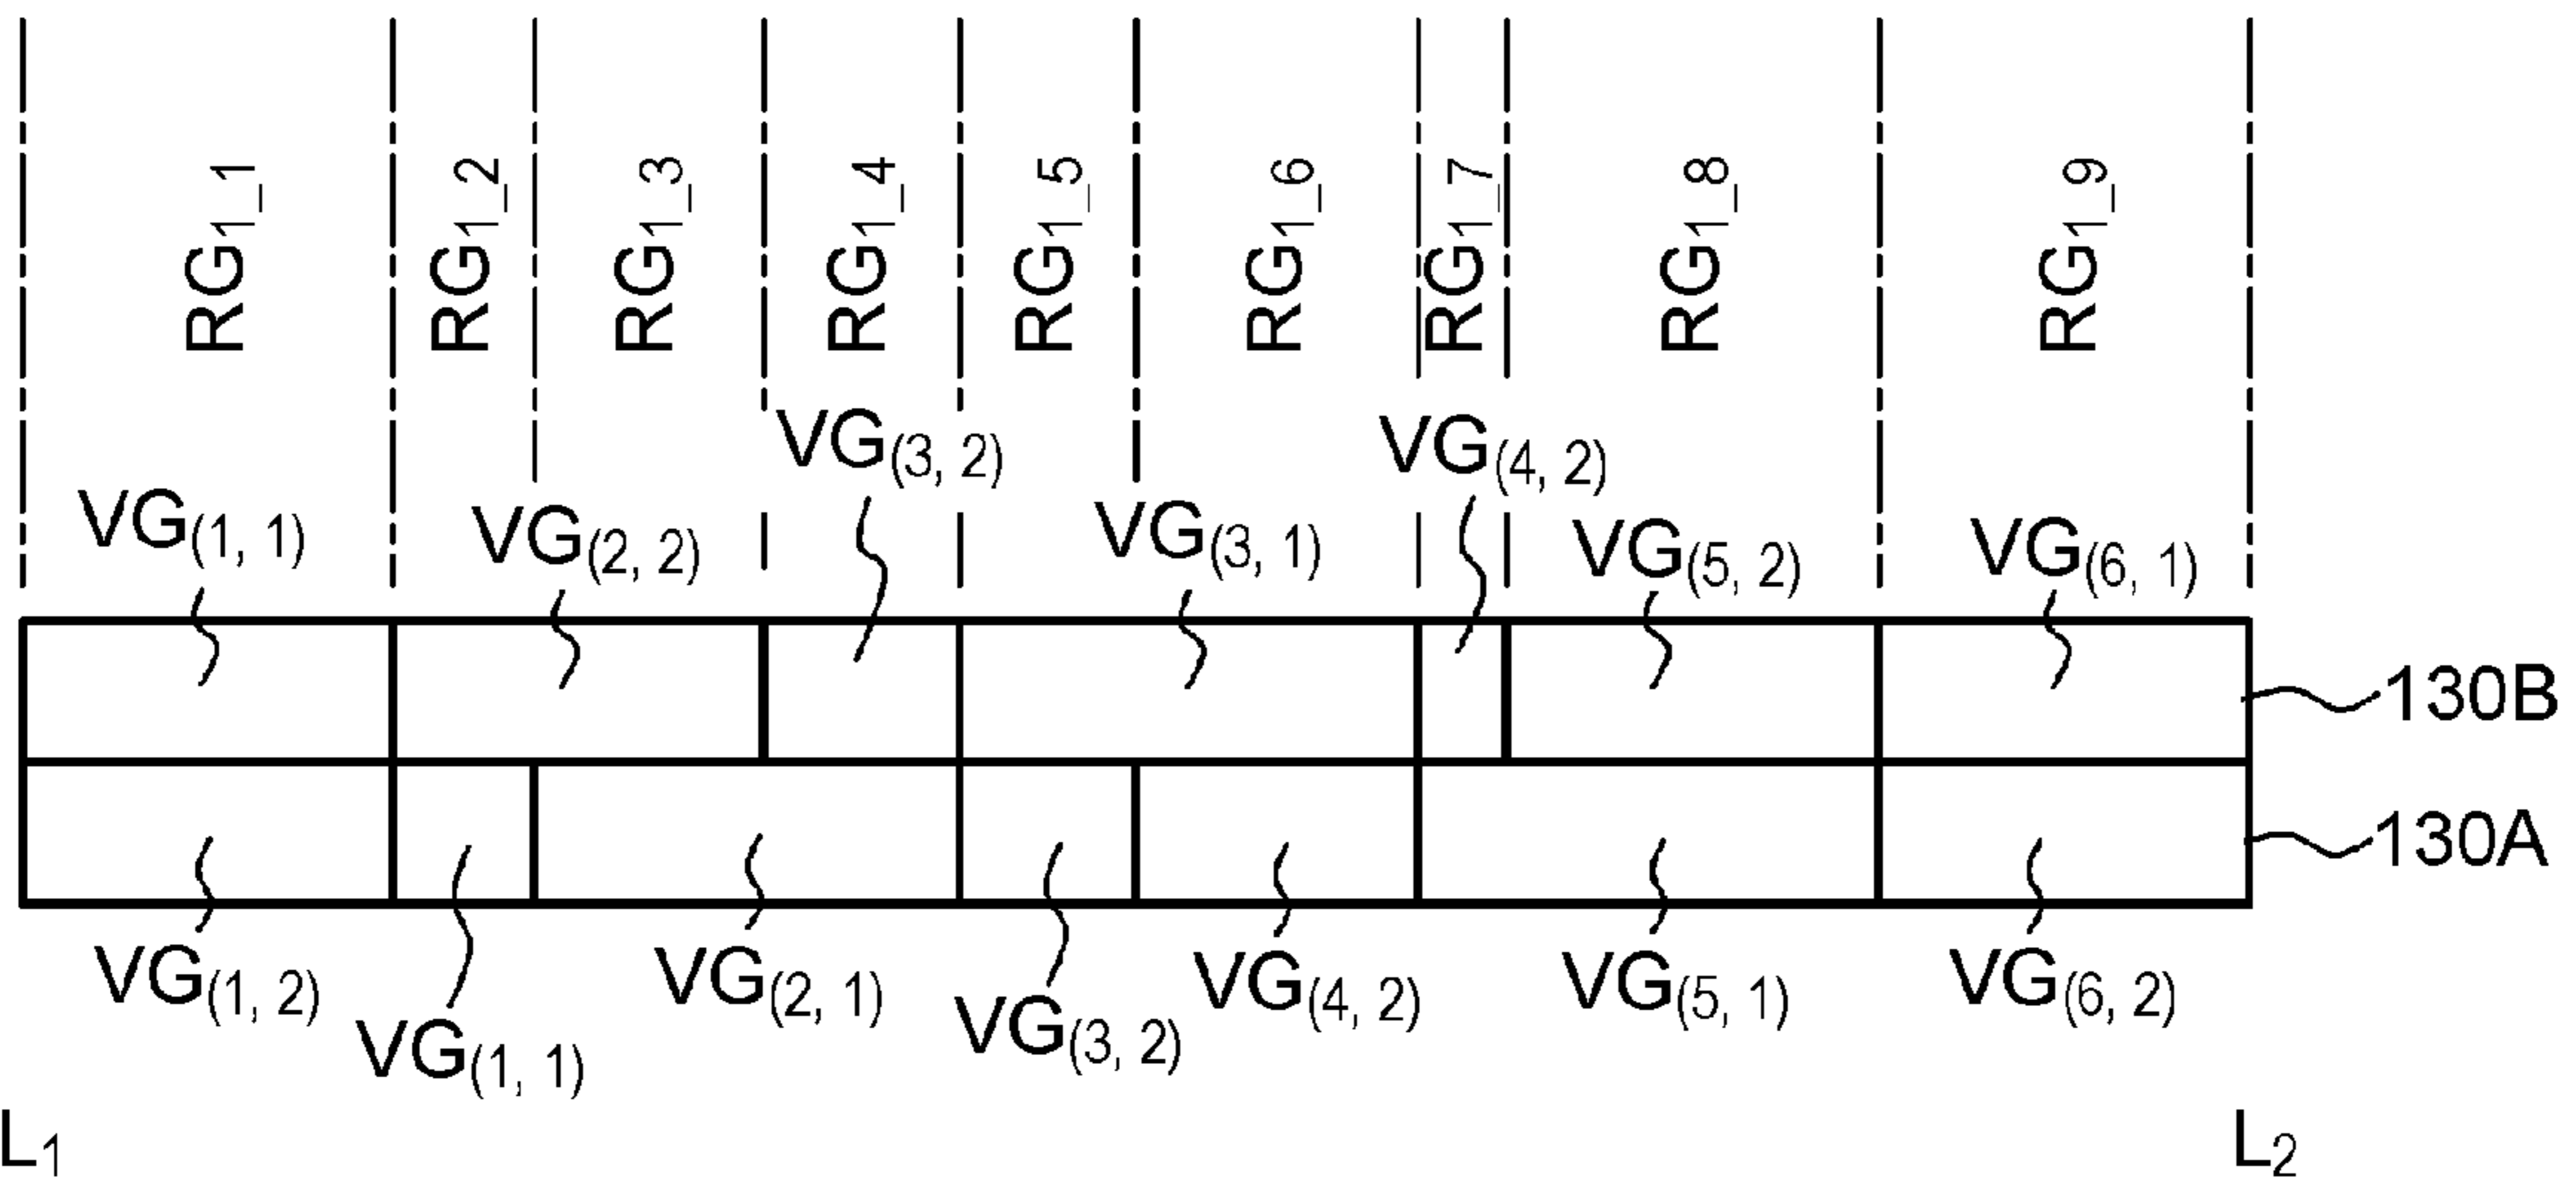 RG1_1
RG1_2
RG1_3
RG1_4
RG1_5
RG1_6
RG1_7
RG1_8
RG1_9
VG(3, 2)
VG(4, 2)
VG(1, 1)
VG(2, 2)
VG(3, 1)
VG(5, 2)
VG(6, 1)
130B
130A
VG(1, 2)
VG(1, 1)
VG(2, 1)
VG(3, 2)
VG(4, 2)
VG(5, 1)
VG(6, 2)
L1
L2